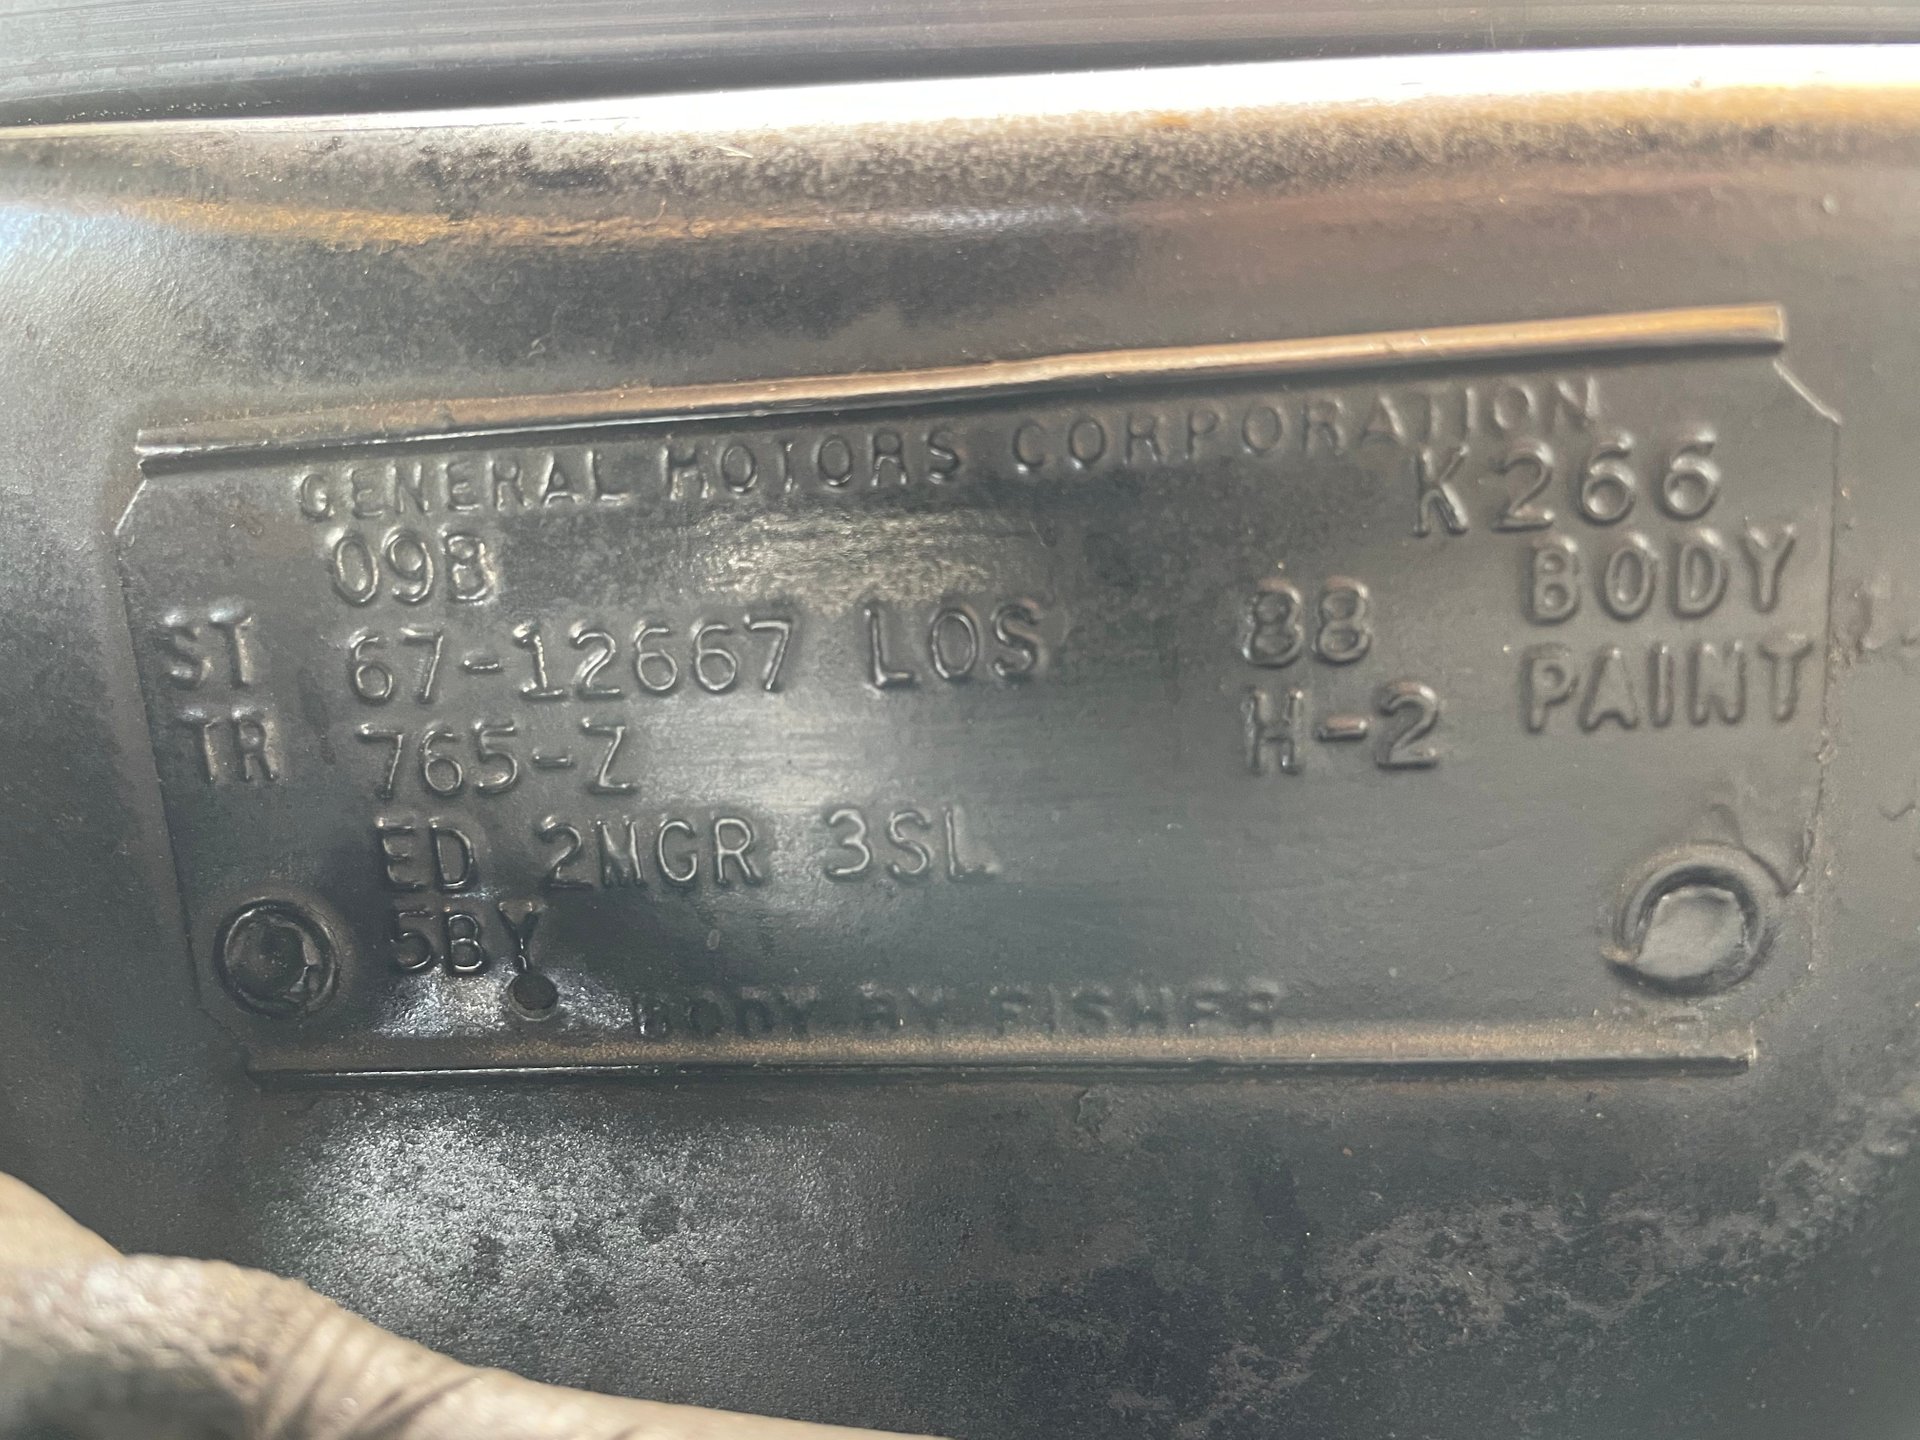 GENERAL MOTORS CORPORATION
09B K266
ST 67-12667 LOS 88 BODY
TR 765-Z H-2 PAINT
ED 2MGR 3SL
5BY
BODY BY FISHER